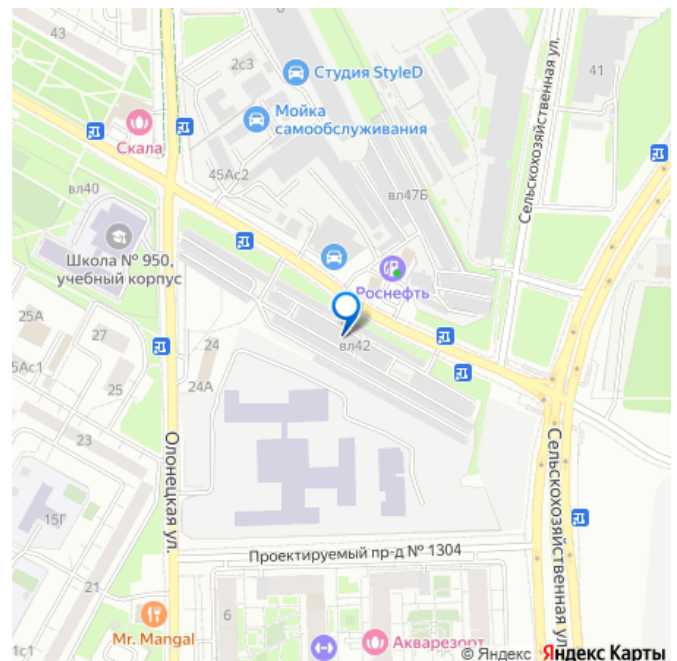 43
6
2с3
Студия StyleD
41
Сельскохозяйственная ул.
Мойка
самообслуживания
Скала
45Ас2
вл40
вл47Б
Школа № 950,
учебный корпус
Роснефть
25А
27
24
вл42
5Ас1
25
24А
23
Олонецкая ул.
Сельскохозяйственная ул.
15Г
Проектируемый пр-д № 1304
21
6
Mr. Mangal
1с1
Акварезорт
© Яндекс Яндекс Карты